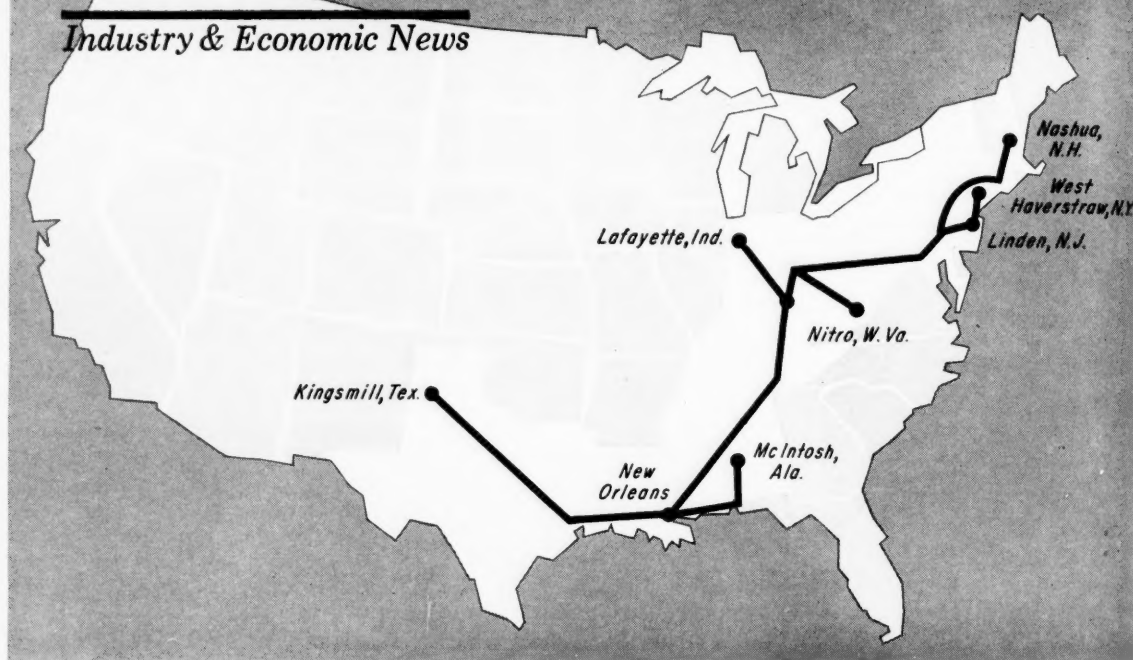 Industry & Economic News
Nashua,
N.H.
West
Haverstraw, N.Y.
Linden, N.J.
Lafayette, Ind.
Nitro, W. Va.
Kingsmill, Tex.
New
Orleans
Mc Intosh,
Ala.